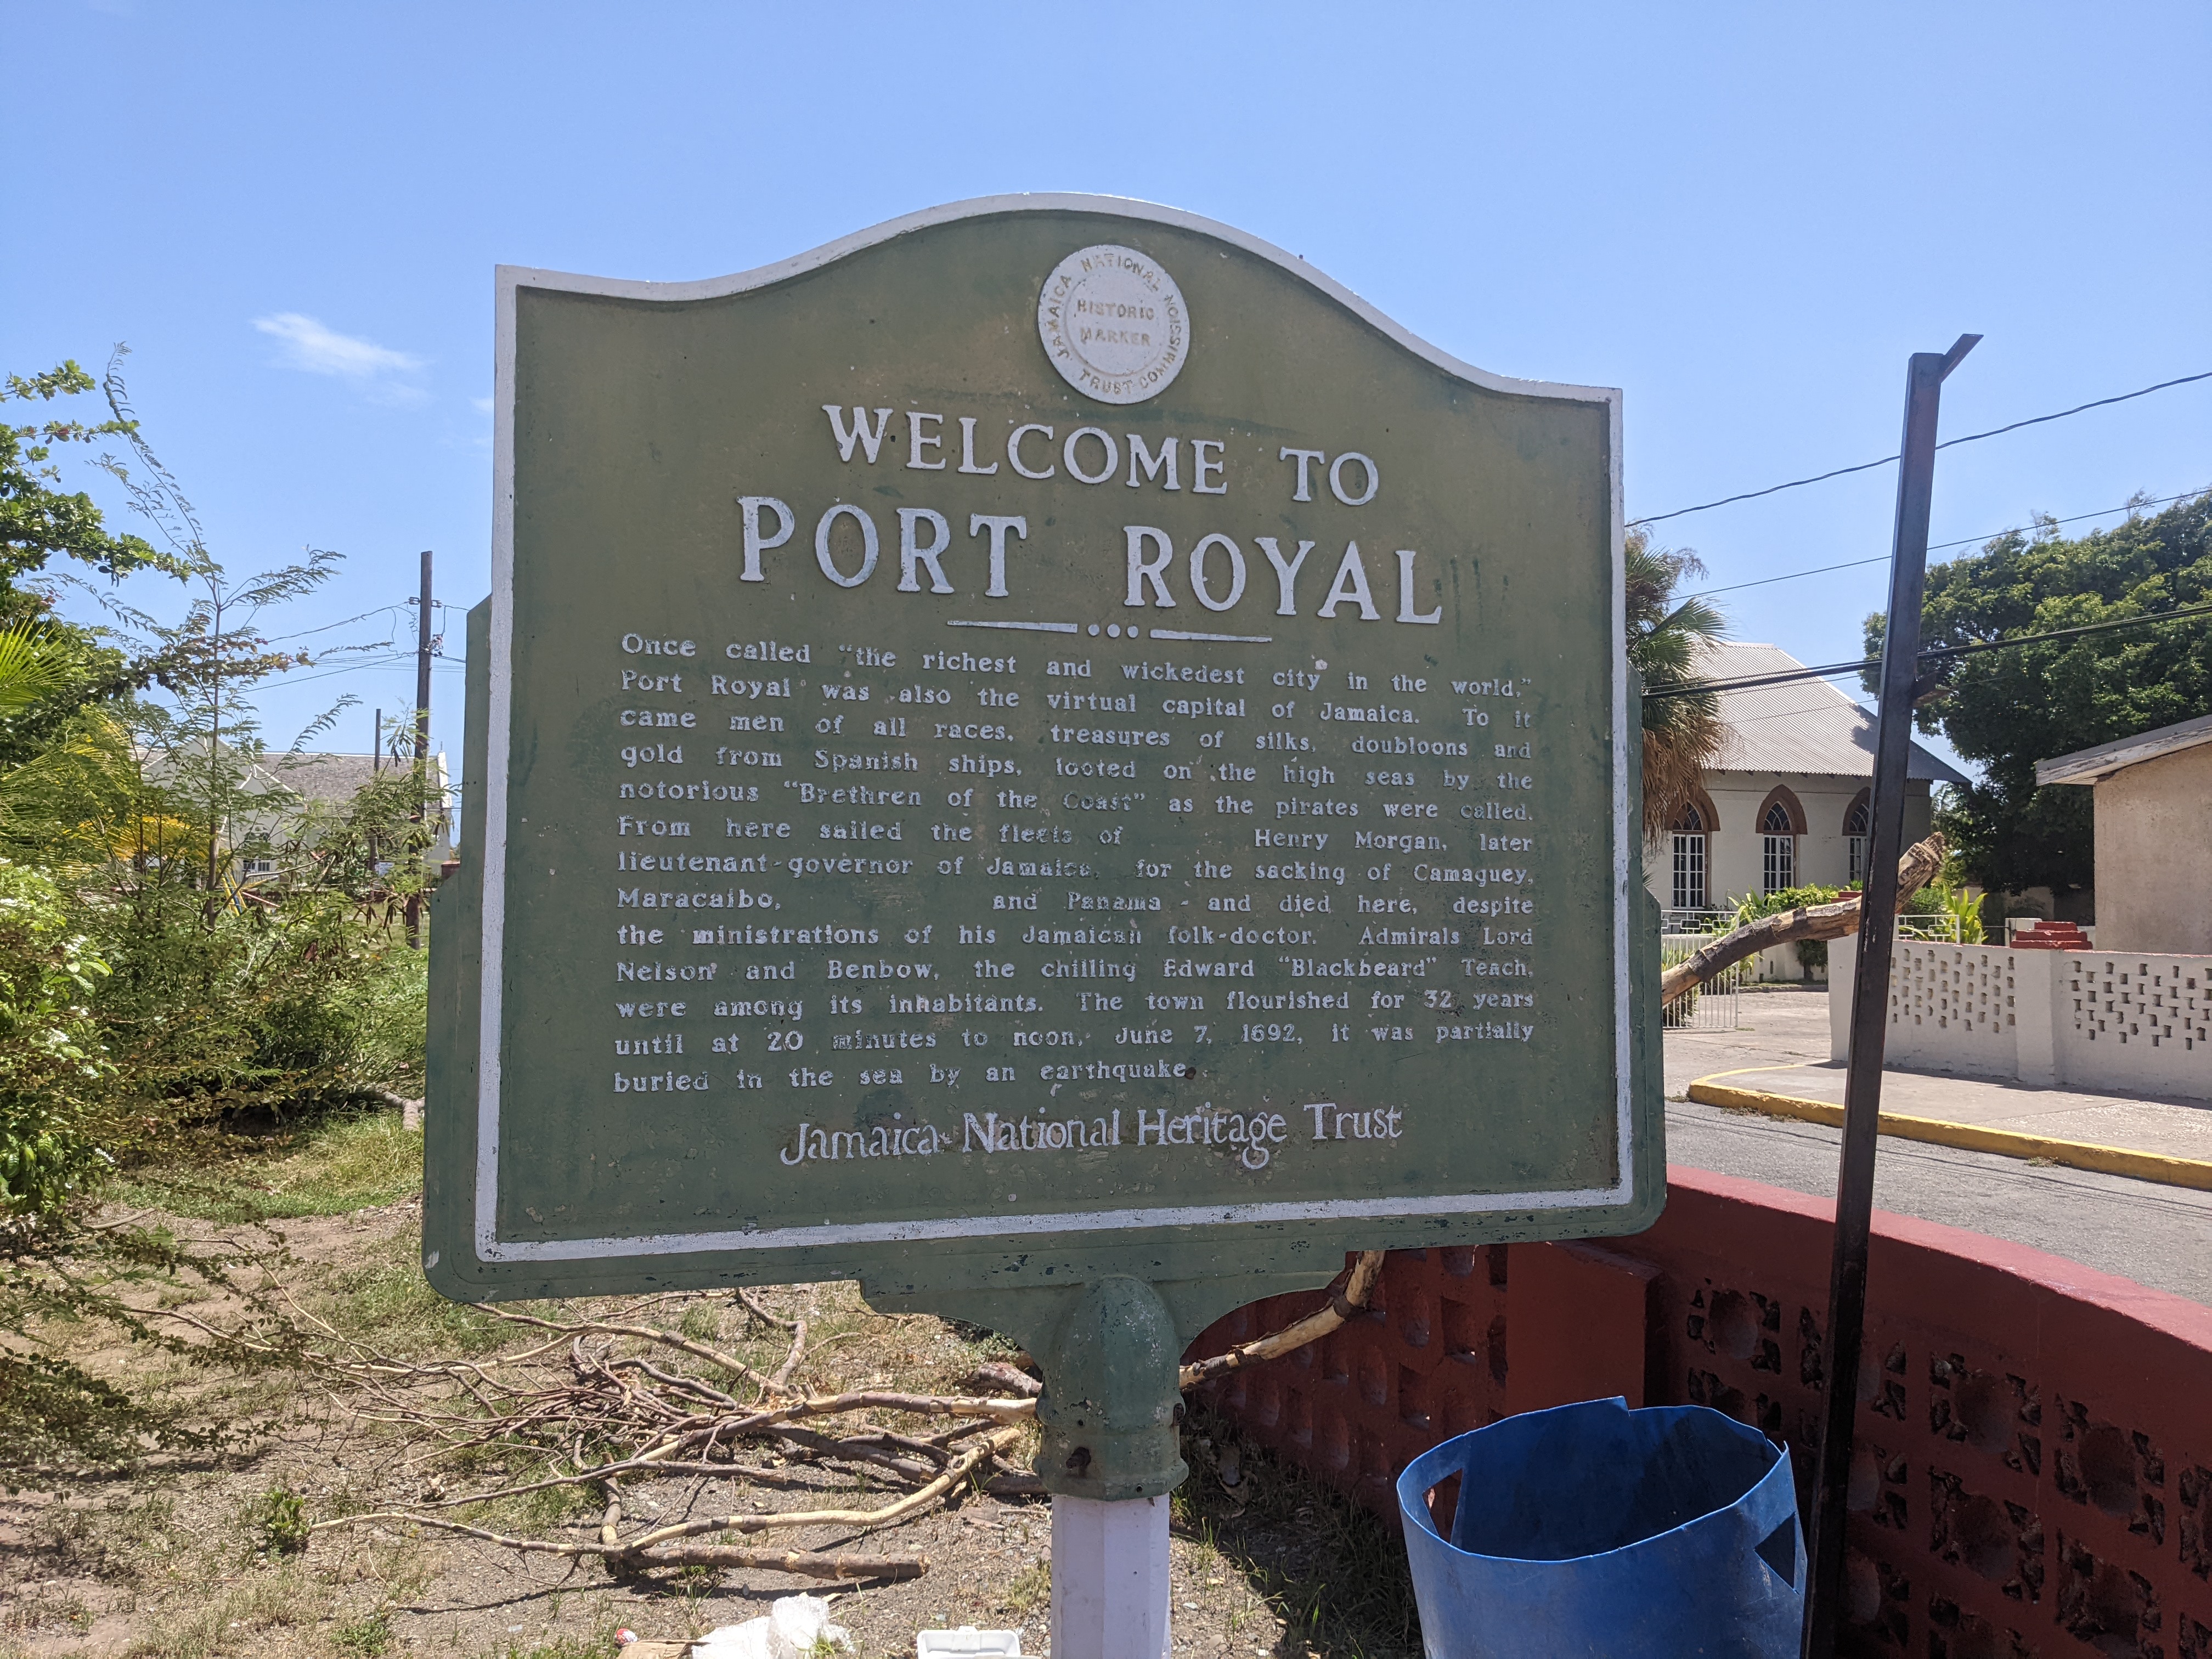 JAMAICA NATIONAL TRUST COMMISSION
HISTORIC
MARKER
WELCOME TO
PORT ROYAL
Once called "the richest and wickedest city in the world,"
Port Royal was also the virtual capital of Jamaica. To it
came men of all races, treasures of silks, doubloons and
gold from Spanish ships, looted on the high seas by the
notorious "Brethren of the Coast" as the pirates were called.
From here sailed the fleets of Henry Morgan, later
lieutenant-governor of Jamaica, for the sacking of Camaguey,
Maracaibo, and Panama - and died here, despite
the ministrations of his Jamaican folk-doctor. Admirals Lord
Nelson and Benbow, the chilling Edward "Blackbeard" Teach,
were among its inhabitants. The town flourished for 32 years
until at 20 minutes to noon, June 7, 1692, it was partially
buried in the sea by an earthquake.
Jamaica National Heritage Trust